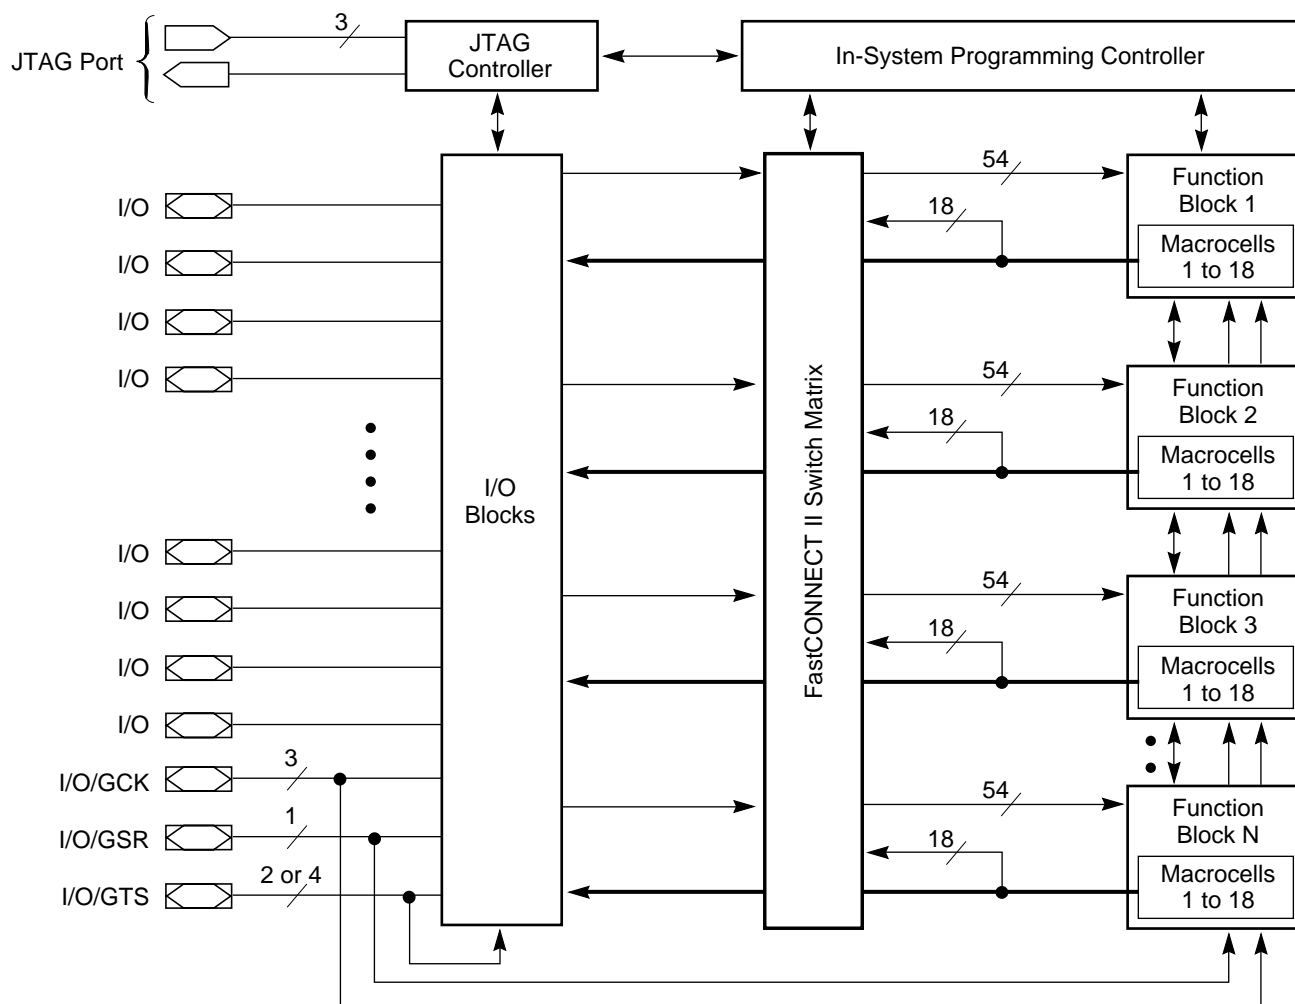 JTAG Port
3
JTAG
Controller
In-System Programming Controller
I/O
I/O
I/O
I/O
I/O
I/O
I/O
I/O
I/O/GCK
3
I/O/GSR
1
I/O/GTS
2 or 4
I/O
Blocks
FastCONNECT II Switch Matrix
54
18
Function
Block 1
Macrocells
1 to 18
54
18
Function
Block 2
Macrocells
1 to 18
54
18
Function
Block 3
Macrocells
1 to 18
54
18
Function
Block N
Macrocells
1 to 18